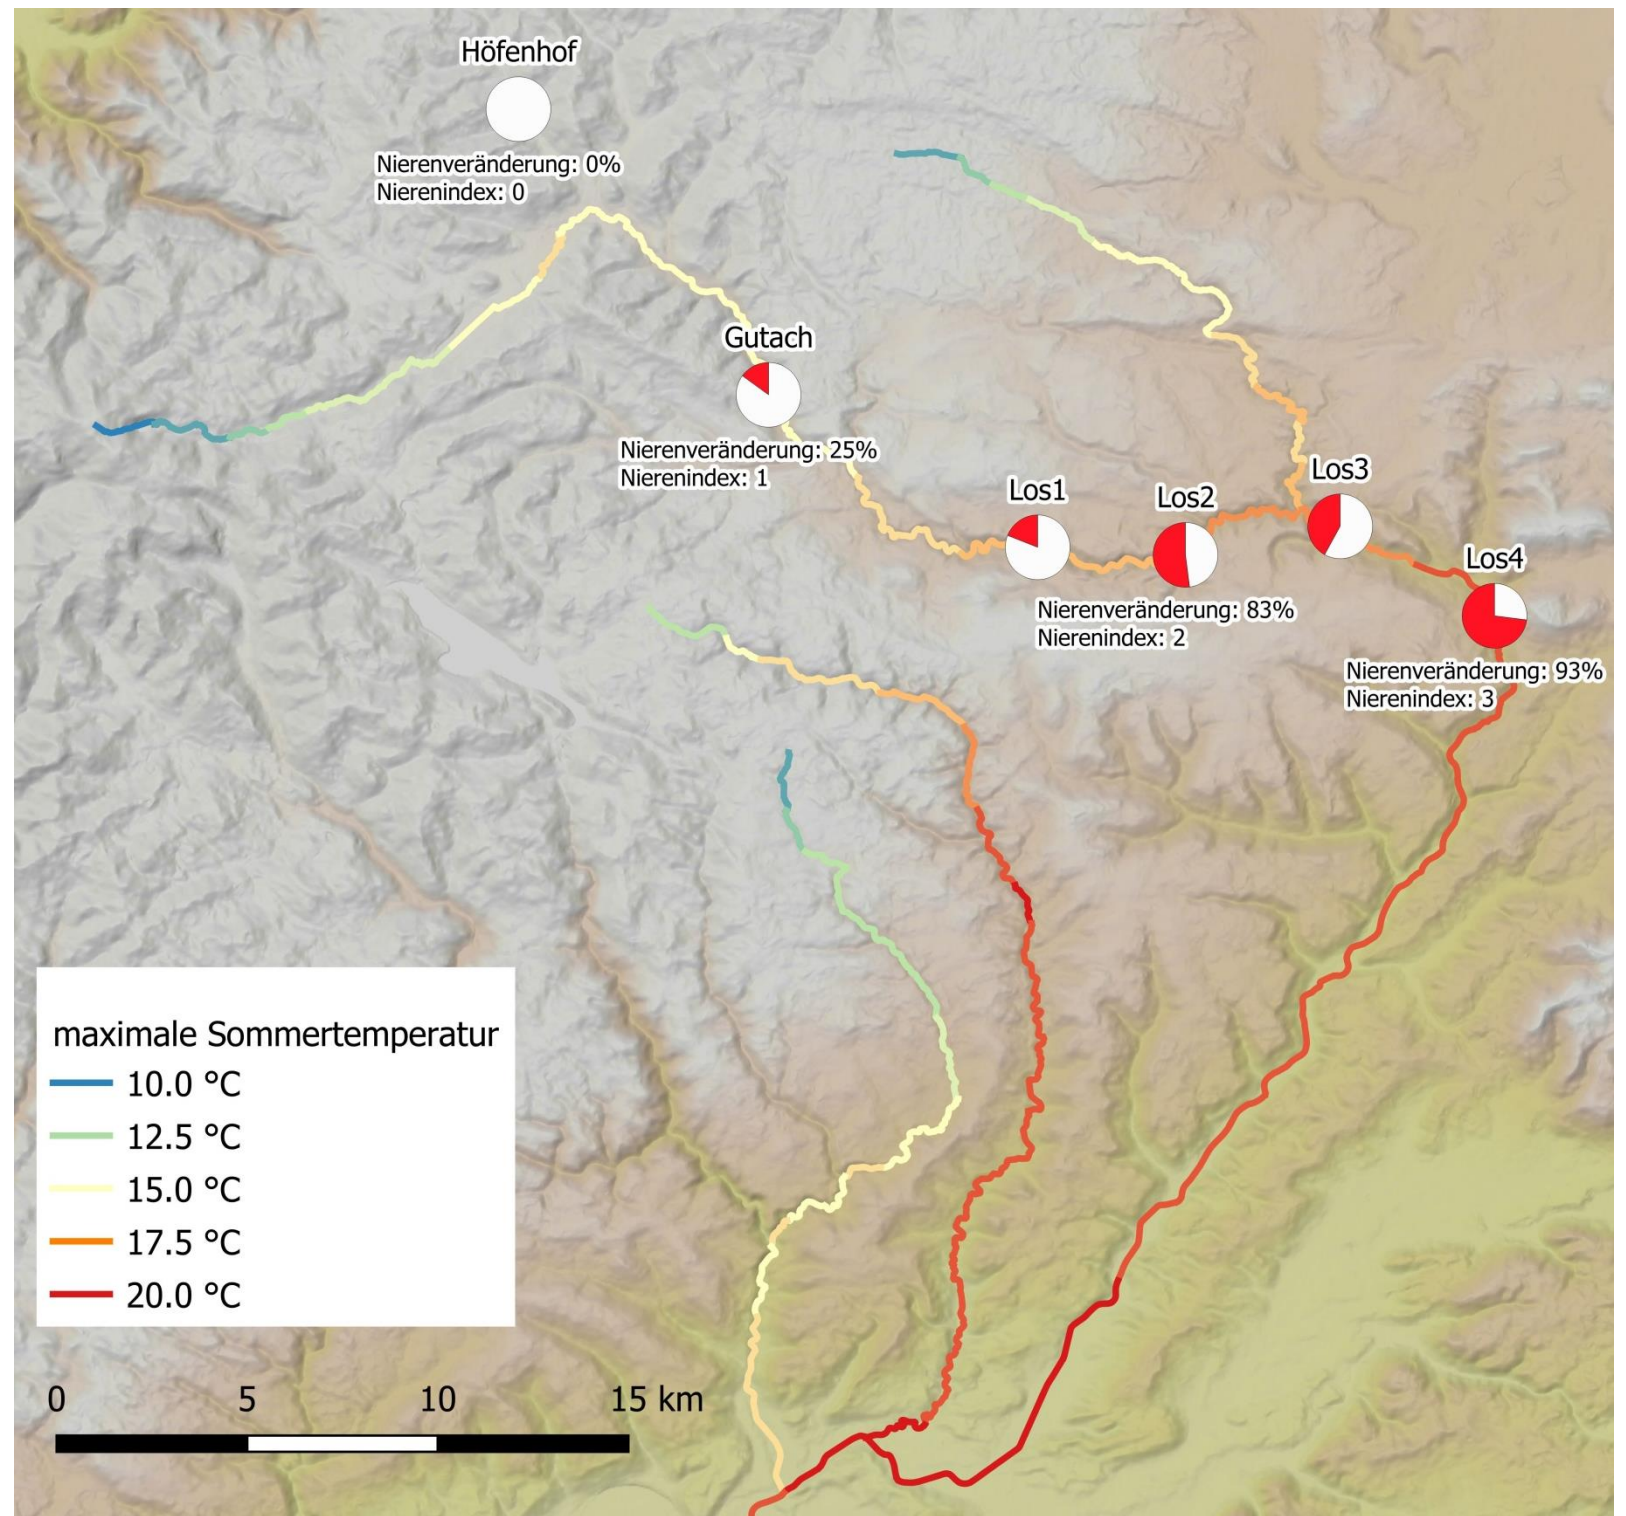 Höfenhof
Nierenveränderung: 0%
Nierenindex: 0
Gutach
Nierenveränderung: 25%
Nierenindex: 1
Los1
Los2
Los3
Los4
Nierenveränderung: 83%
Nierenindex: 2
Nierenveränderung: 93%
Nierenindex: 3
maximale Sommertemperatur
10.0 °C
12.5 °C
15.0 °C
17.5 °C
20.0 °C
0 5 10 15 km